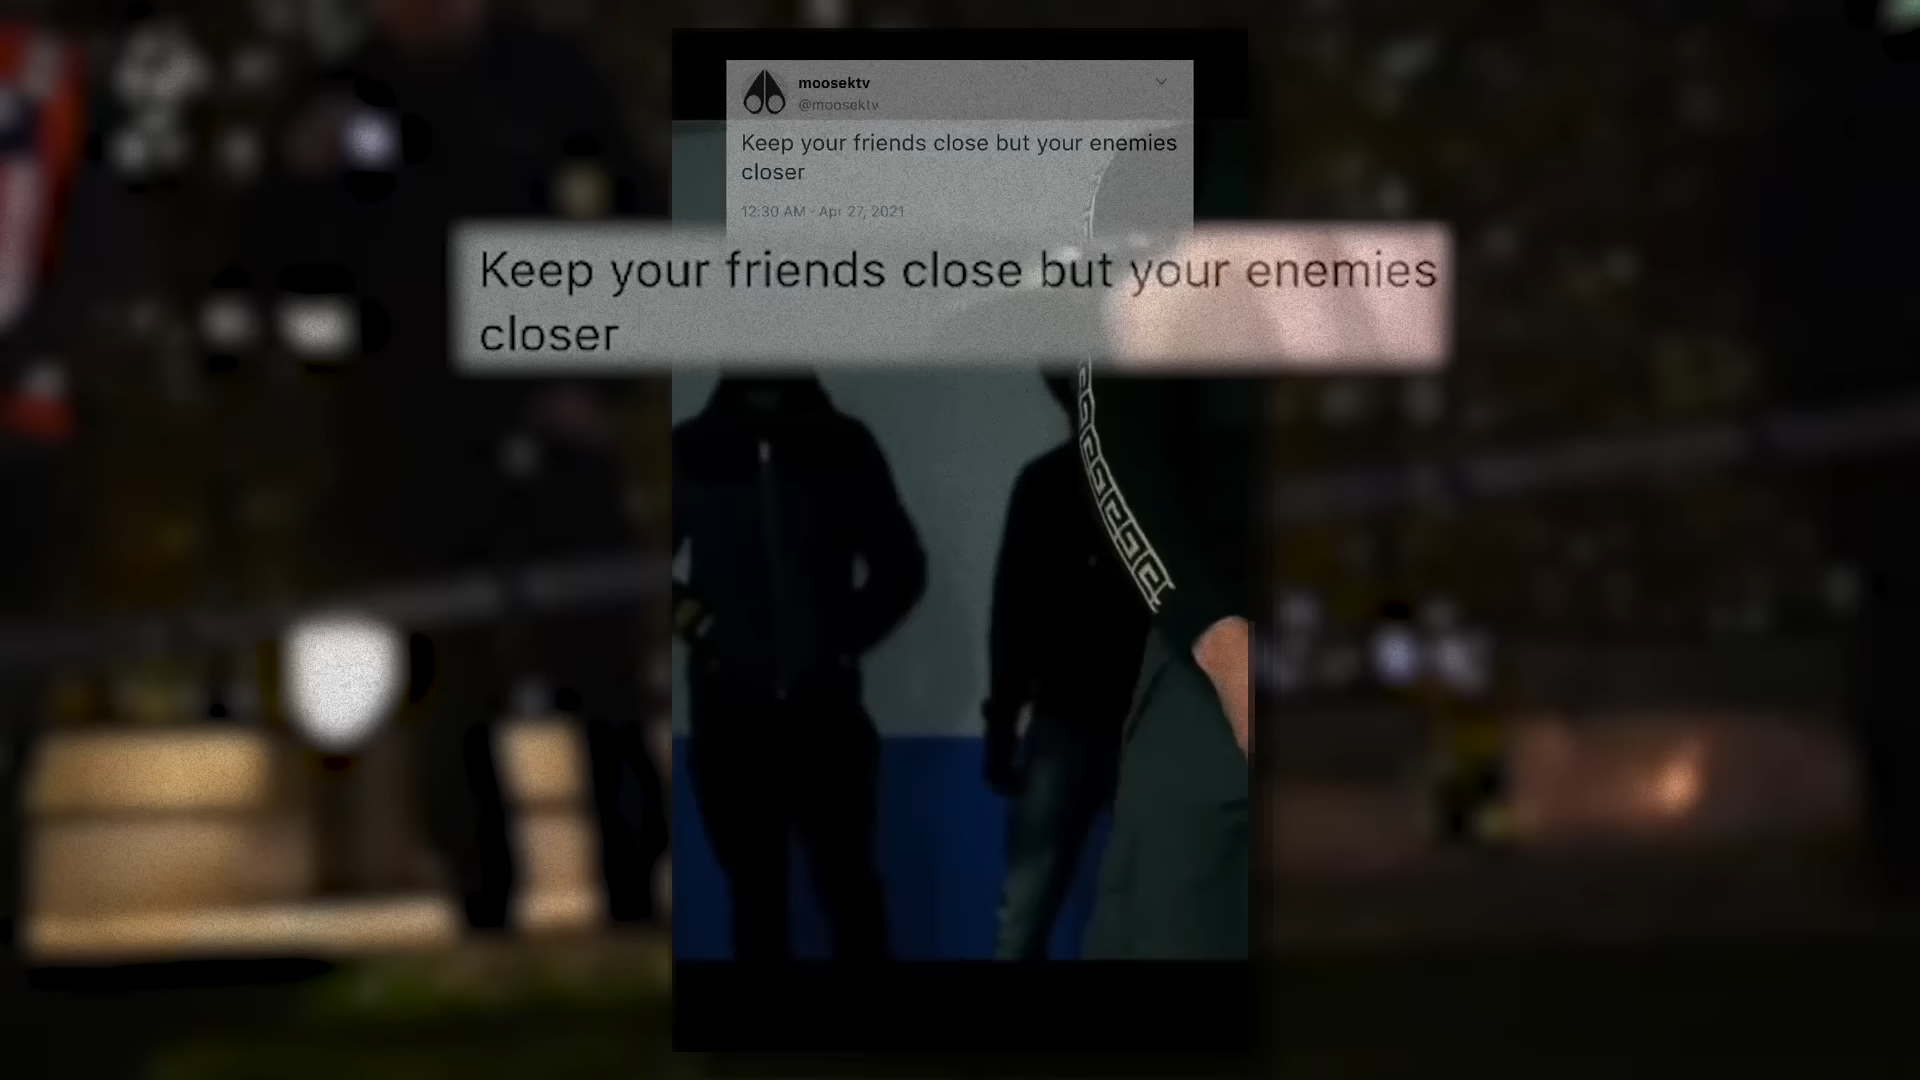 moosektv
@moosektv
Keep your friends close but your enemies
closer
12:30 AM · Apr 27, 2021
Keep your friends close but your enemies
closer